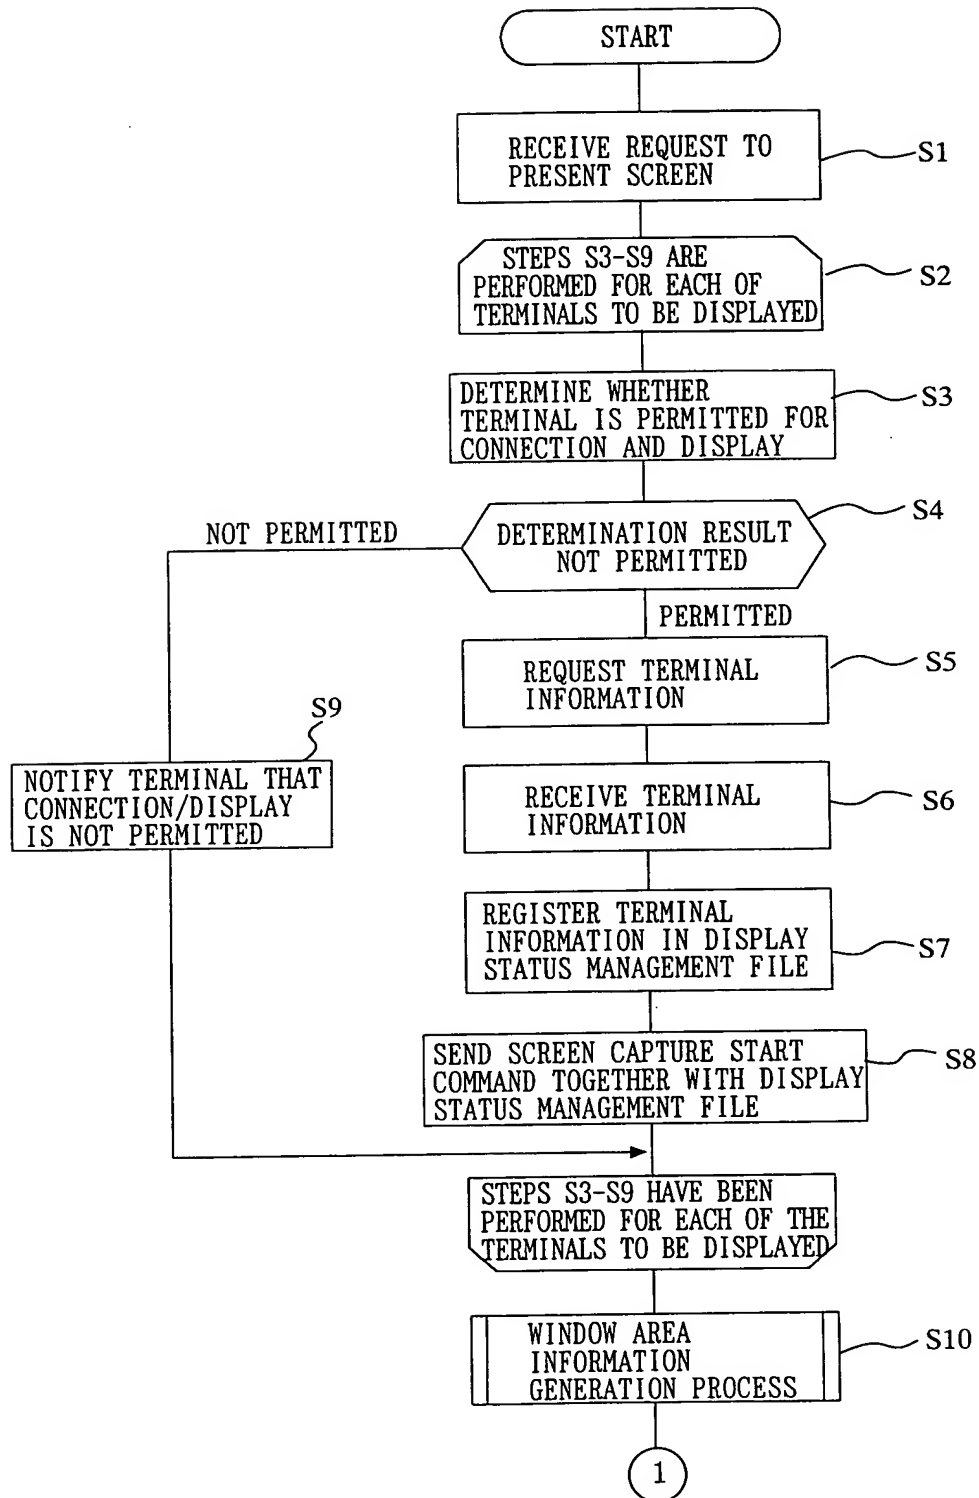 START
RECEIVE REQUEST TO
PRESENT SCREEN
S1
STEPS S3-S9 ARE
PERFORMED FOR EACH OF
TERMINALS TO BE DISPLAYED
S2
DETERMINE WHETHER
TERMINAL IS PERMITTED FOR
CONNECTION AND DISPLAY
S3
DETERMINATION RESULT
NOT PERMITTED
S4
NOT PERMITTED
PERMITTED
REQUEST TERMINAL
INFORMATION
S5
S9
NOTIFY TERMINAL THAT
CONNECTION/DISPLAY
IS NOT PERMITTED
RECEIVE TERMINAL
INFORMATION
S6
REGISTER TERMINAL
INFORMATION IN DISPLAY
STATUS MANAGEMENT FILE
S7
SEND SCREEN CAPTURE START
COMMAND TOGETHER WITH DISPLAY
STATUS MANAGEMENT FILE
S8
STEPS S3-S9 HAVE BEEN
PERFORMED FOR EACH OF THE
TERMINALS TO BE DISPLAYED
WINDOW AREA
INFORMATION
GENERATION PROCESS
S10
1